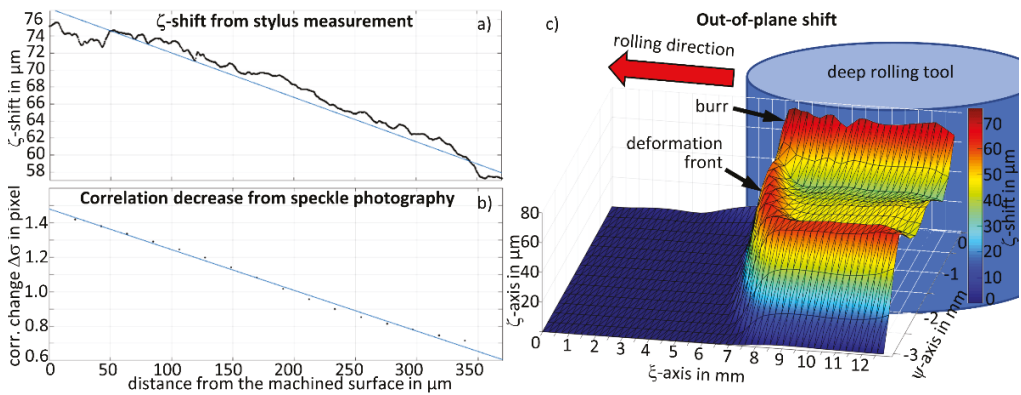 ζ-shift from stylus measurement
a)
ζ-shift in µm
76
74
72
70
68
66
64
62
60
58
Correlation decrease from speckle photography
b)
corr. change Δσ in pixel
1.4
1.2
1.0
0.8
0.6
0
50
100
150
200
250
300
350
distance from the machined surface in µm
c)
Out-of-plane shift
rolling direction
deep rolling tool
burr
deformation
front
ζ-axis in µm
80
60
40
20
0
1
2
3
4
5
6
7
8
9
10
11
12
ξ-axis in mm
0
-1
-2
-3
ψ-axis in mm
70
60
50
40
30
20
10
0
ζ-shift in µm